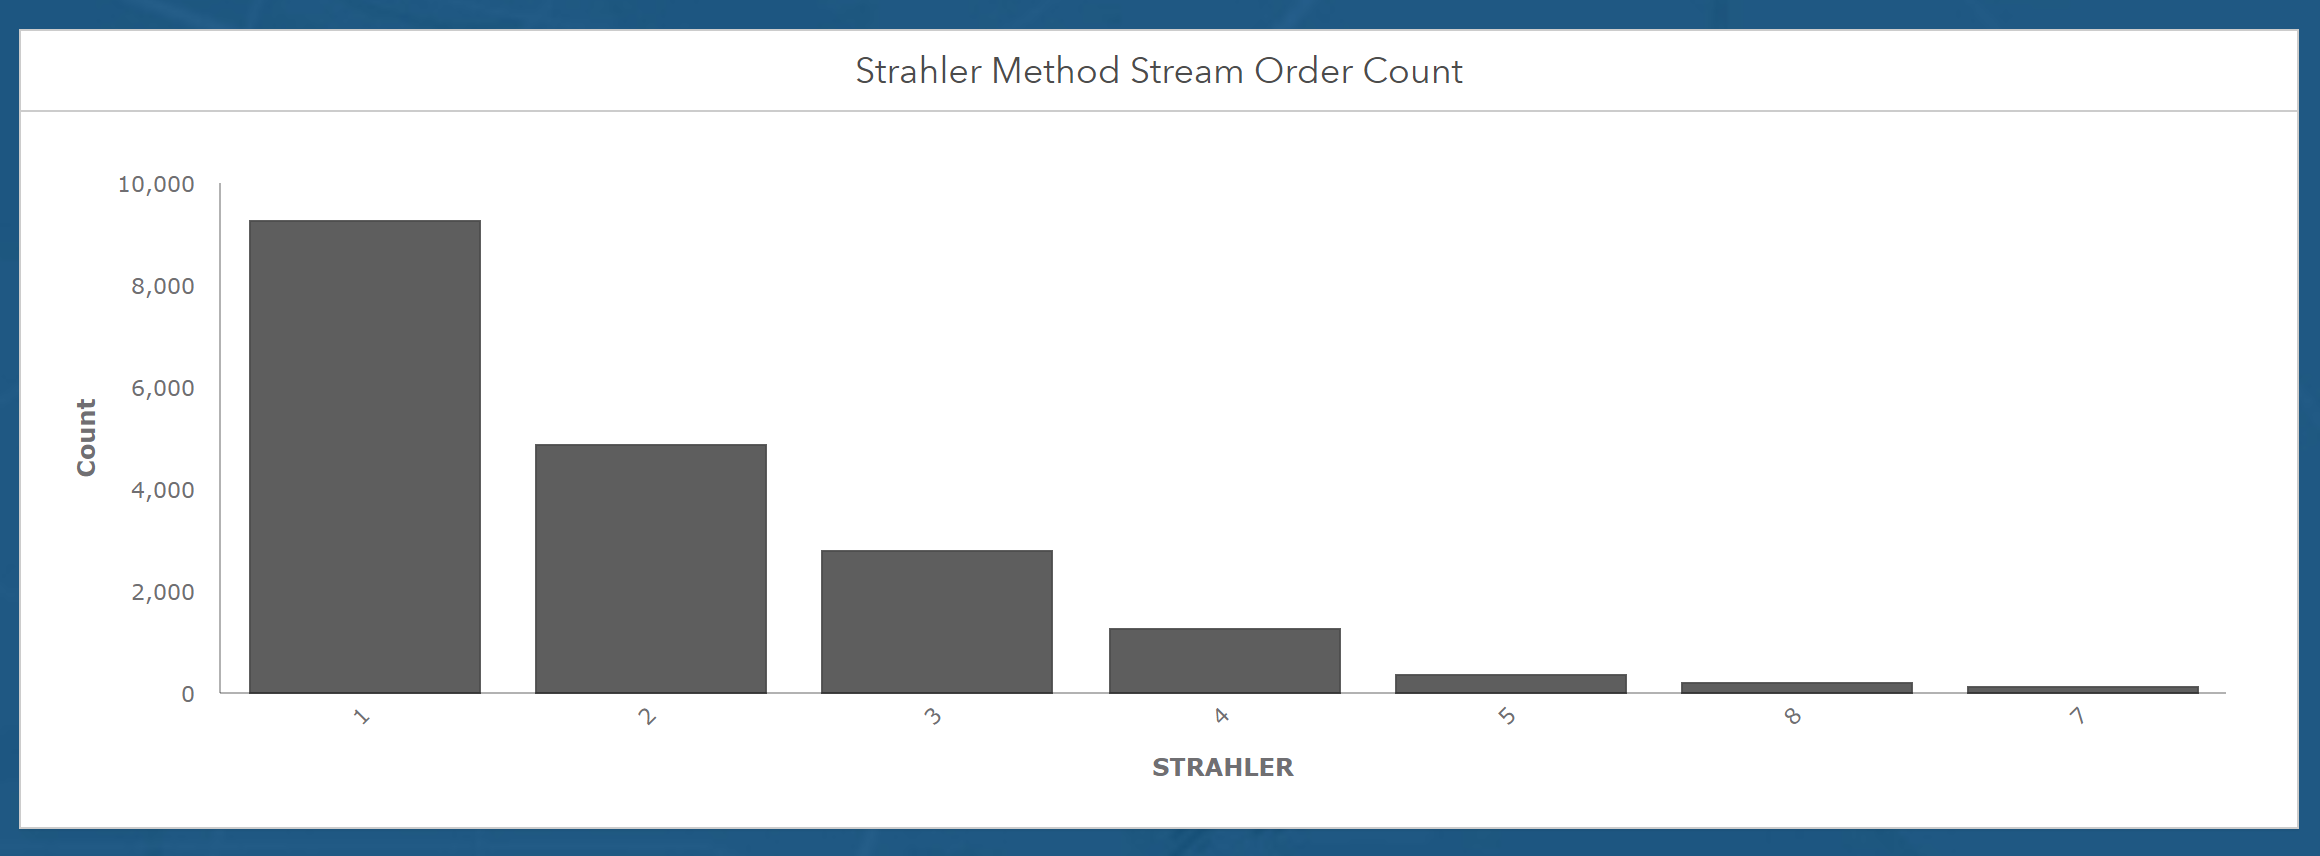 Strahler Method Stream Order Count
10,000
8,000
6,000
4,000
2,000
0
Count
1 2 3 4 5 8 7
STRAHLER